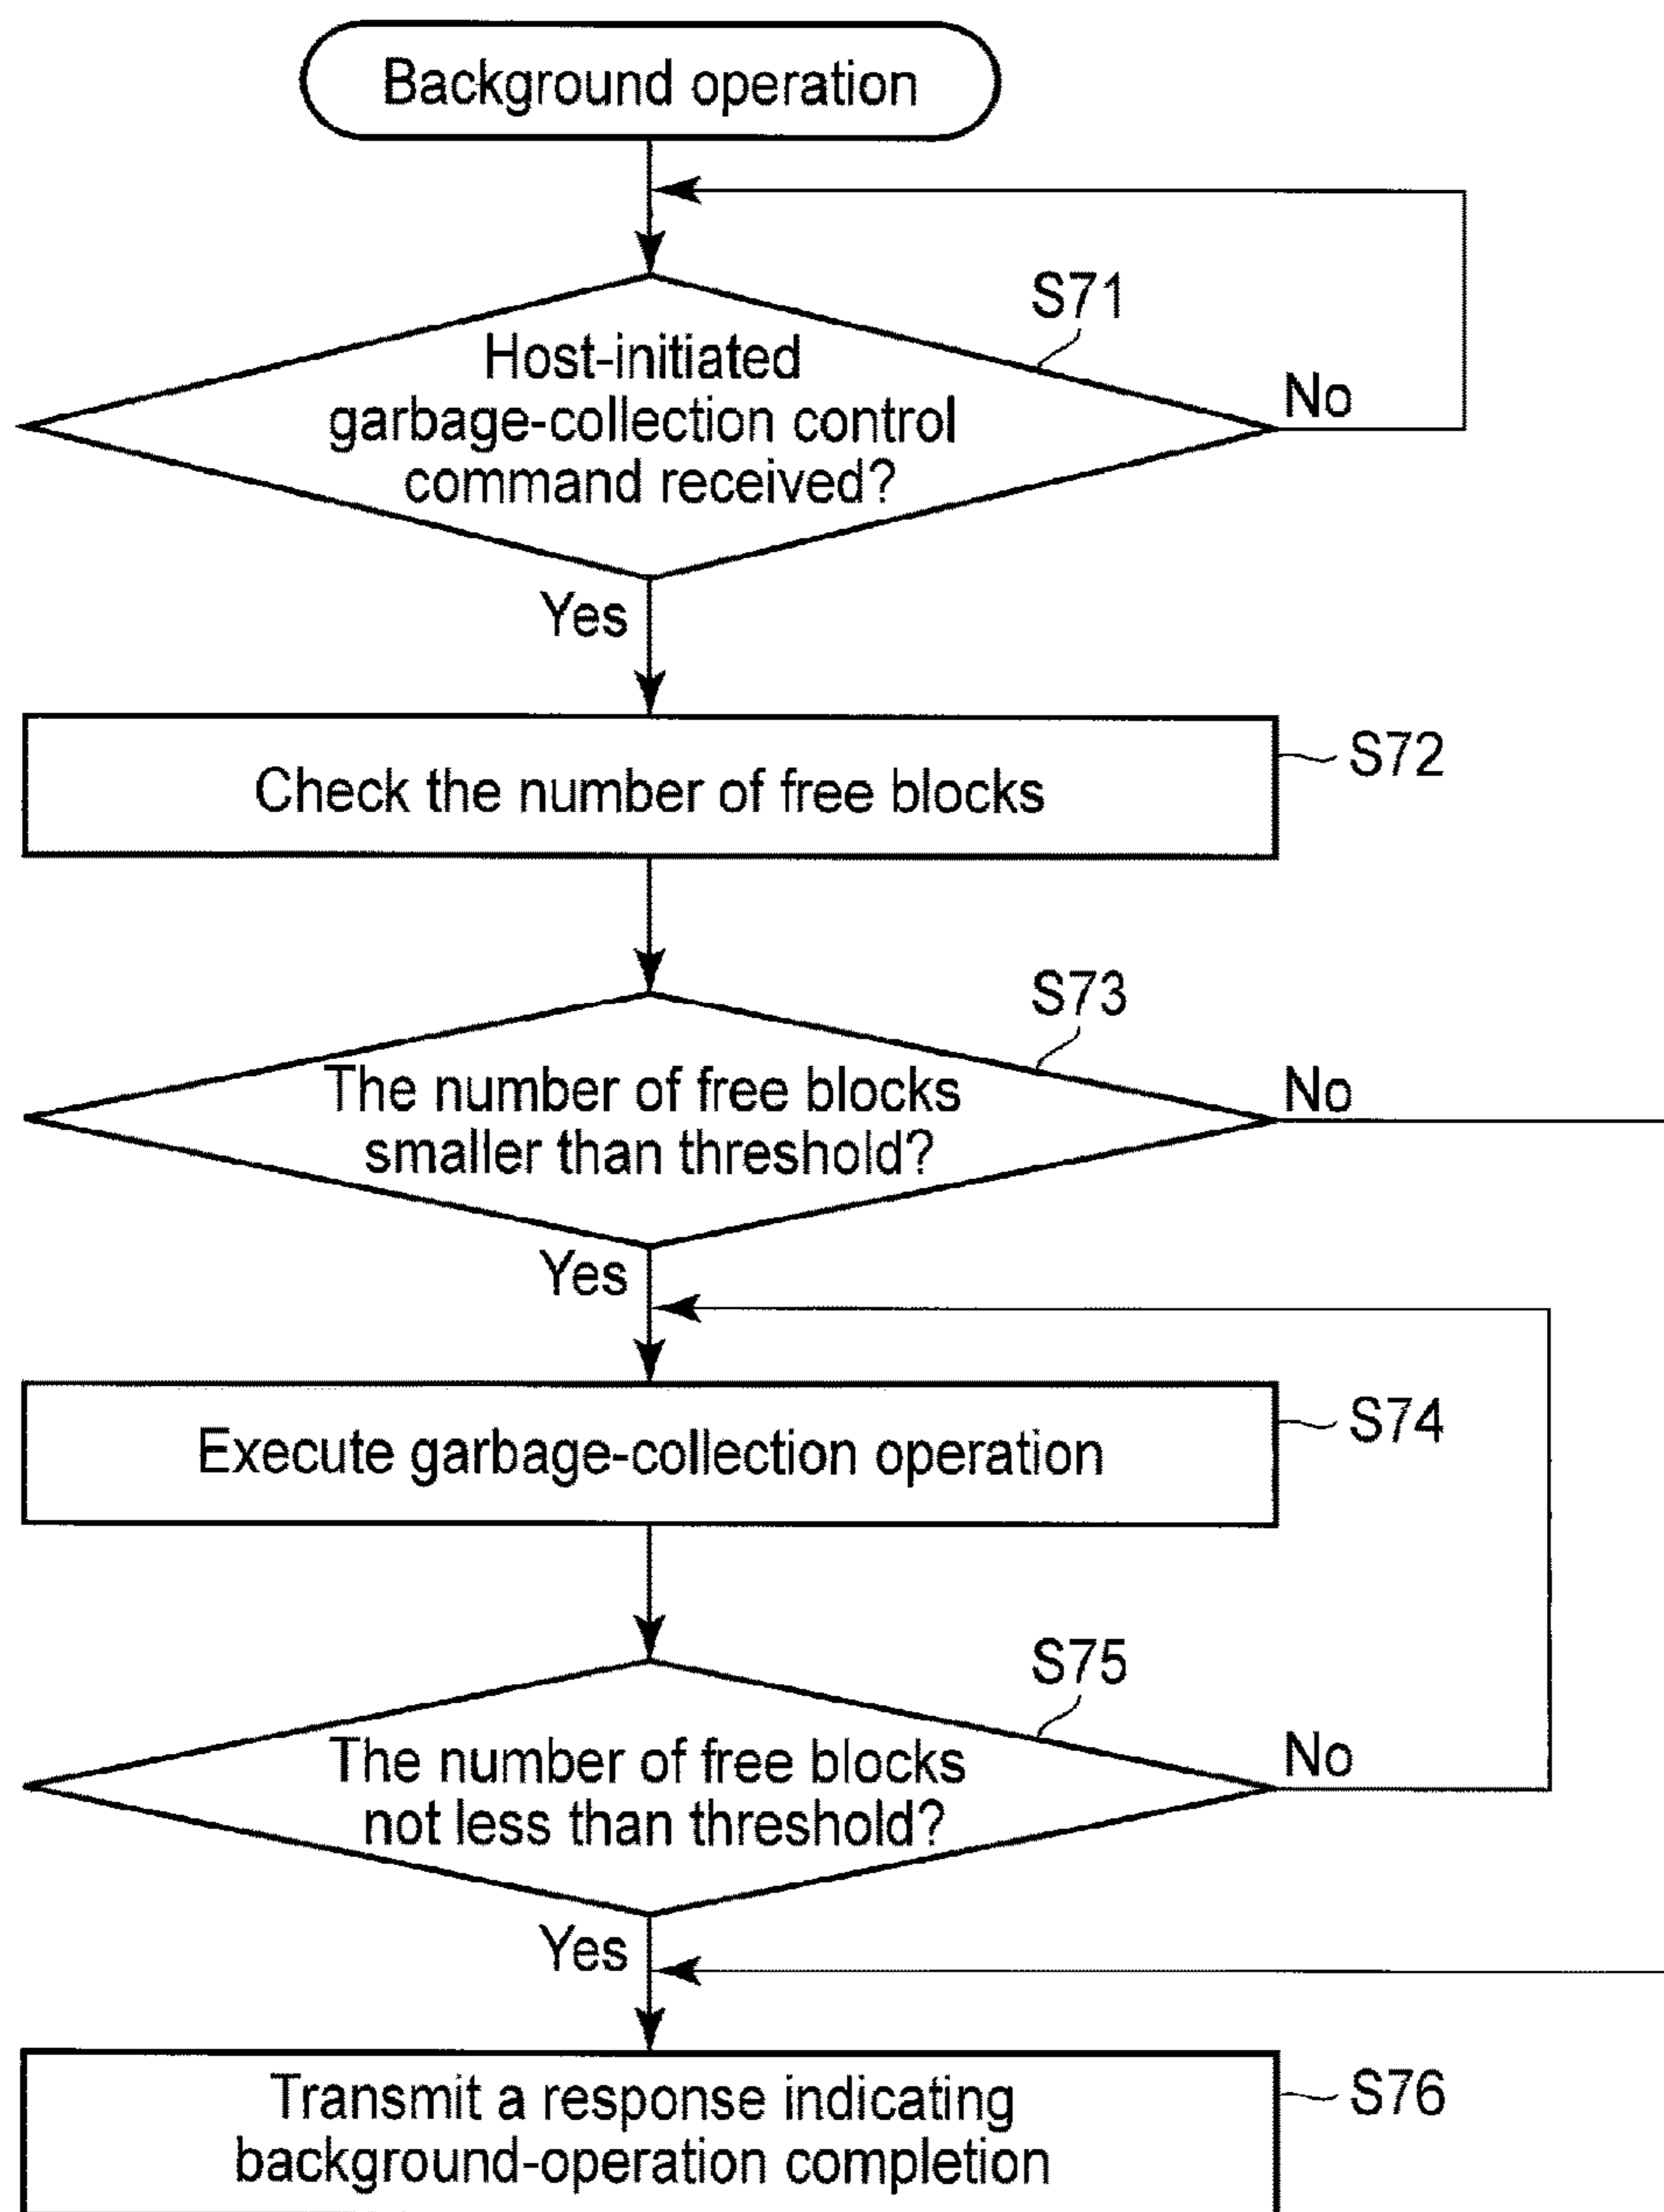 Background operation
S71
Host-initiated
garbage-collection control
command received?
No
Yes
Check the number of free blocks
S72
S73
The number of free blocks
smaller than threshold?
No
Yes
Execute garbage-collection operation
S74
S75
The number of free blocks
not less than threshold?
No
Yes
Transmit a response indicating
background-operation completion
S76